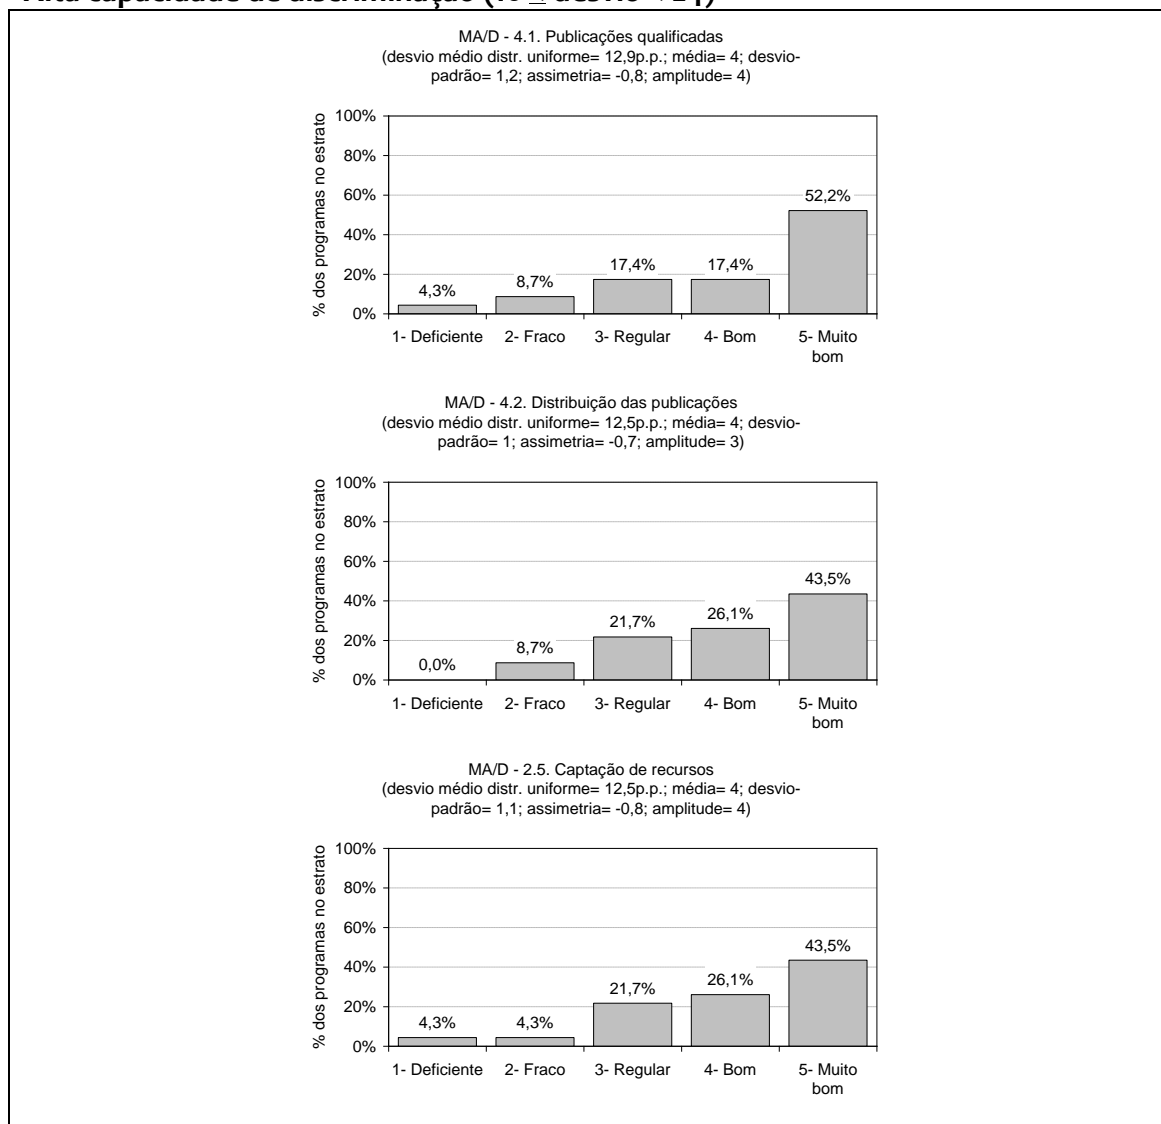 Alta capacidade de discriminação
MA/D - 4.1. Publicações qualificadas
(desvio médio distr. uniforme= 12,9p.p.; média= 4; desvio-
padrão= 1,2; assimetria= -0,8; amplitude= 4)
% dos programas no estrato
100%
80%
60%
40%
20%
0%
4,3%
8,7%
17,4%
17,4%
52,2%
1- Deficiente
2- Fraco
3- Regular
4- Bom
5- Muito
bom
MA/D - 4.2. Distribuição das publicações
(desvio médio distr. uniforme= 12,5p.p.; média= 4; desvio-
padrão= 1; assimetria= -0,7; amplitude= 3)
% dos programas no estrato
100%
80%
60%
40%
20%
0%
0,0%
8,7%
21,7%
26,1%
43,5%
1- Deficiente
2- Fraco
3- Regular
4- Bom
5- Muito
bom
MA/D - 2.5. Captação de recursos
(desvio médio distr. uniforme= 12,5p.p.; média= 4; desvio-
padrão= 1,1; assimetria= -0,8; amplitude= 4)
% dos programas no estrato
100%
80%
60%
40%
20%
0%
4,3%
4,3%
21,7%
26,1%
43,5%
1- Deficiente
2- Fraco
3- Regular
4- Bom
5- Muito
bom